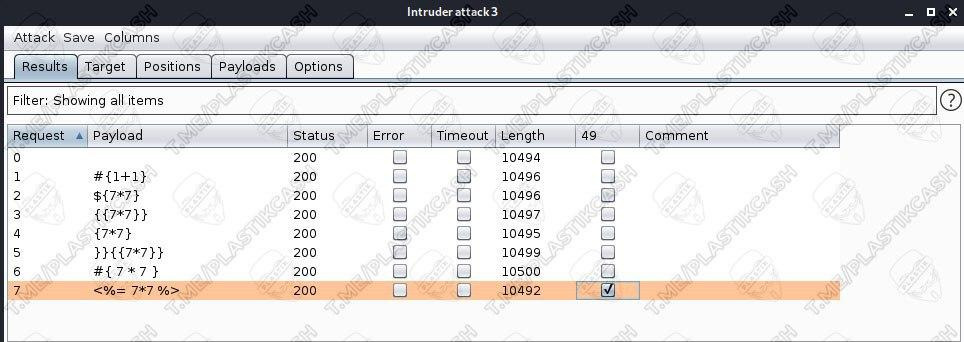 Intruder attack 3
Attack Save Columns
Results Target Positions Payloads Options
Filter: Showing all items ?
Request Payload Status Error Timeout Length 49 Comment
0 200 10494
1 #{1+1} 200 10496
2 ${7*7} 200 10496
3 {{7*7}} 200 10497
4 {7*7} 200 10495
5 }}{{7*7}} 200 10499
6 #{ 7 * 7 } 200 10500
7 <%= 7*7 %> 200 10492
T.ME/PLASTIKCASH